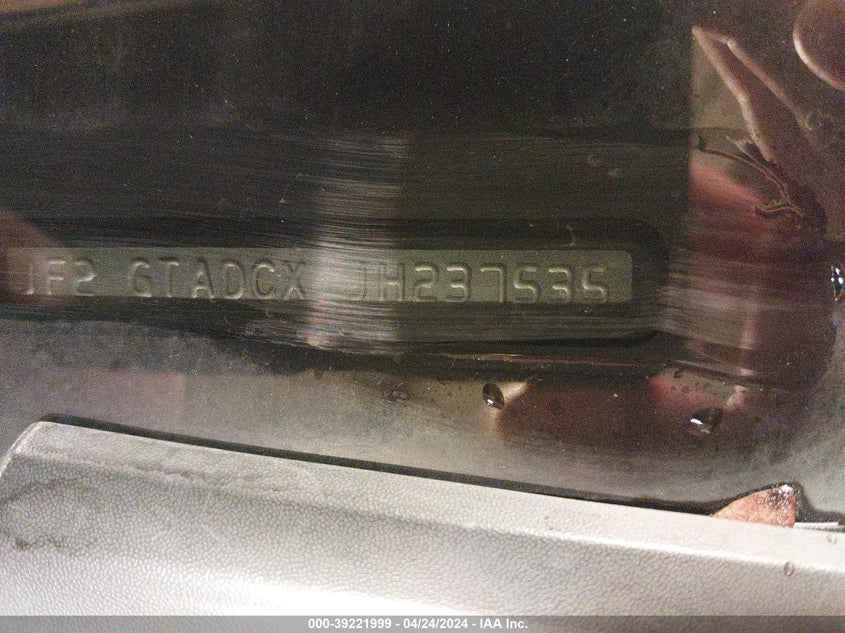 JF2 GTADCX JH237535
000-39221999 - 04/24/2024 - IAA Inc.